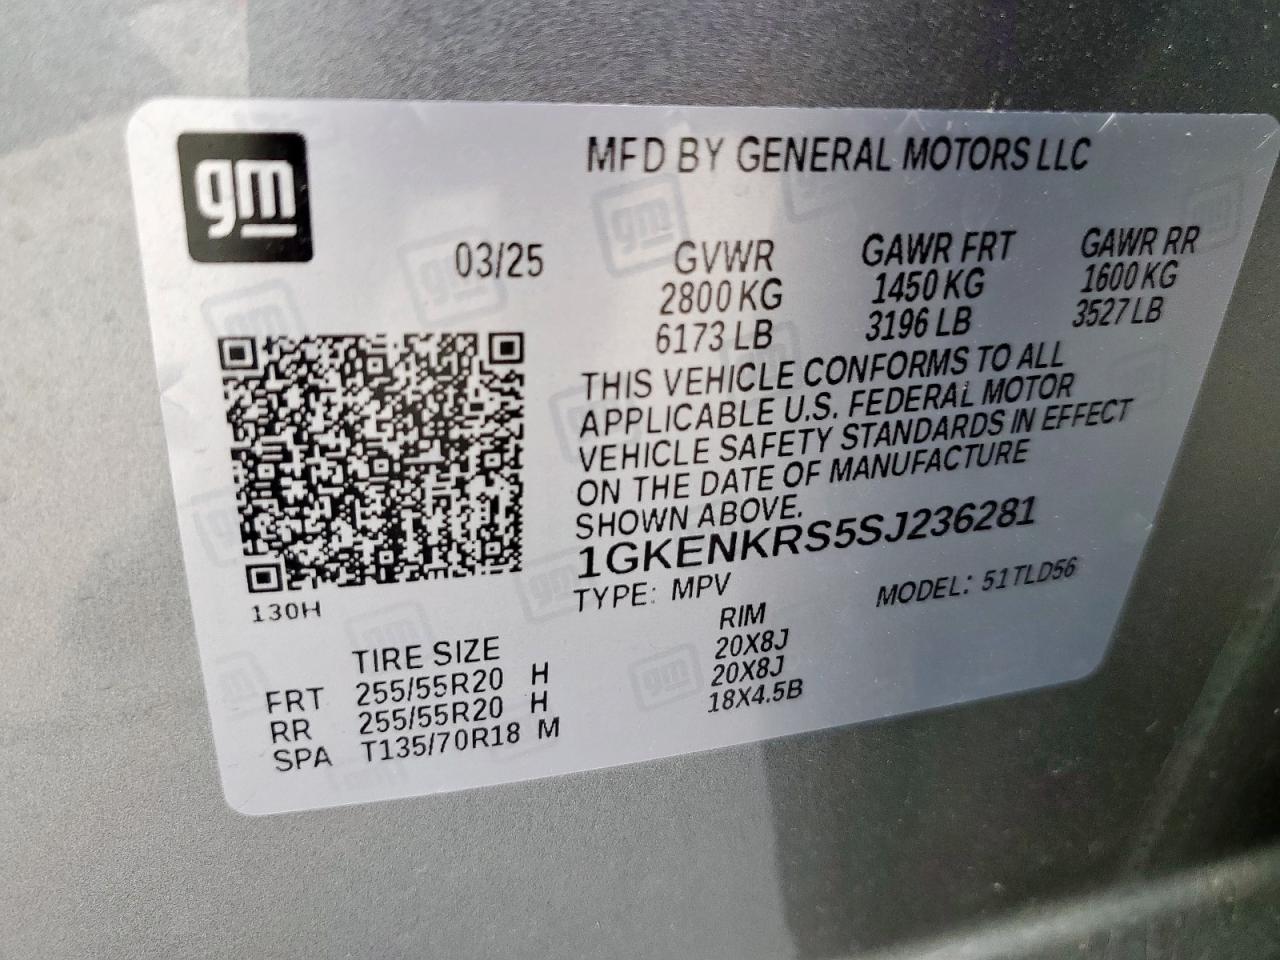 gm
MFD BY GENERAL MOTORS LLC
03/25
GVWR GAWR FRT GAWR RR
2800 KG 1450 KG 1600 KG
6173 LB 3196 LB 3527 LB
THIS VEHICLE CONFORMS TO ALL
APPLICABLE U.S. FEDERAL MOTOR
VEHICLE SAFETY STANDARDS IN EFFECT
ON THE DATE OF MANUFACTURE
SHOWN ABOVE.
1GKENKRS5SJ236281
TYPE: MPV MODEL: 51TLD56
130H
TIRE SIZE RIM
FRT 255/55R20 H 20X8J
RR 255/55R20 H 20X8J
SPA T135/70R18 M 18X4.5B